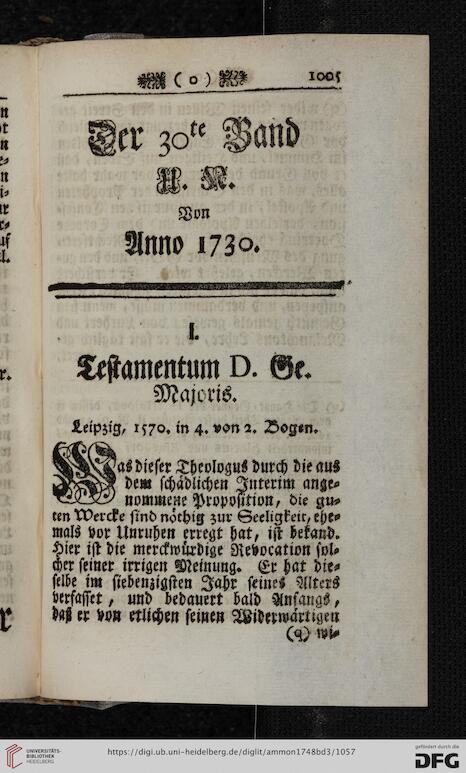 ( o ) 1005
Der 30te Band
U. N.
Von
Anno 1730.
I.
Testamentum D. Ge.
Majoris.
Leipzig, 1570. in 4. von 2. Bogen.
Was dieser Theologus durch die aus
dem schädlichen Interim ange-
nommene Proposition, die gu-
ten Wercke sind nöthig zur Seeligkeit, ehe-
mals vor Unruhen erregt hat, ist bekand.
Hier ist die merckwürdige Revocation sol-
cher seiner irrigen Meinung. Er hat die-
selbe im siebenzigsten Jahr seines Alters
verfasset, und bedauert bald Anfangs,
daß er von etlichen seinen Widerwärtigen
(q) wi-
UNIVERSITÄTS-
BIBLIOTHEK
HEIDELBERG
https://digi.ub.uni-heidelberg.de/diglit/ammon1748bd3/1057
gefördert durch die
DFG